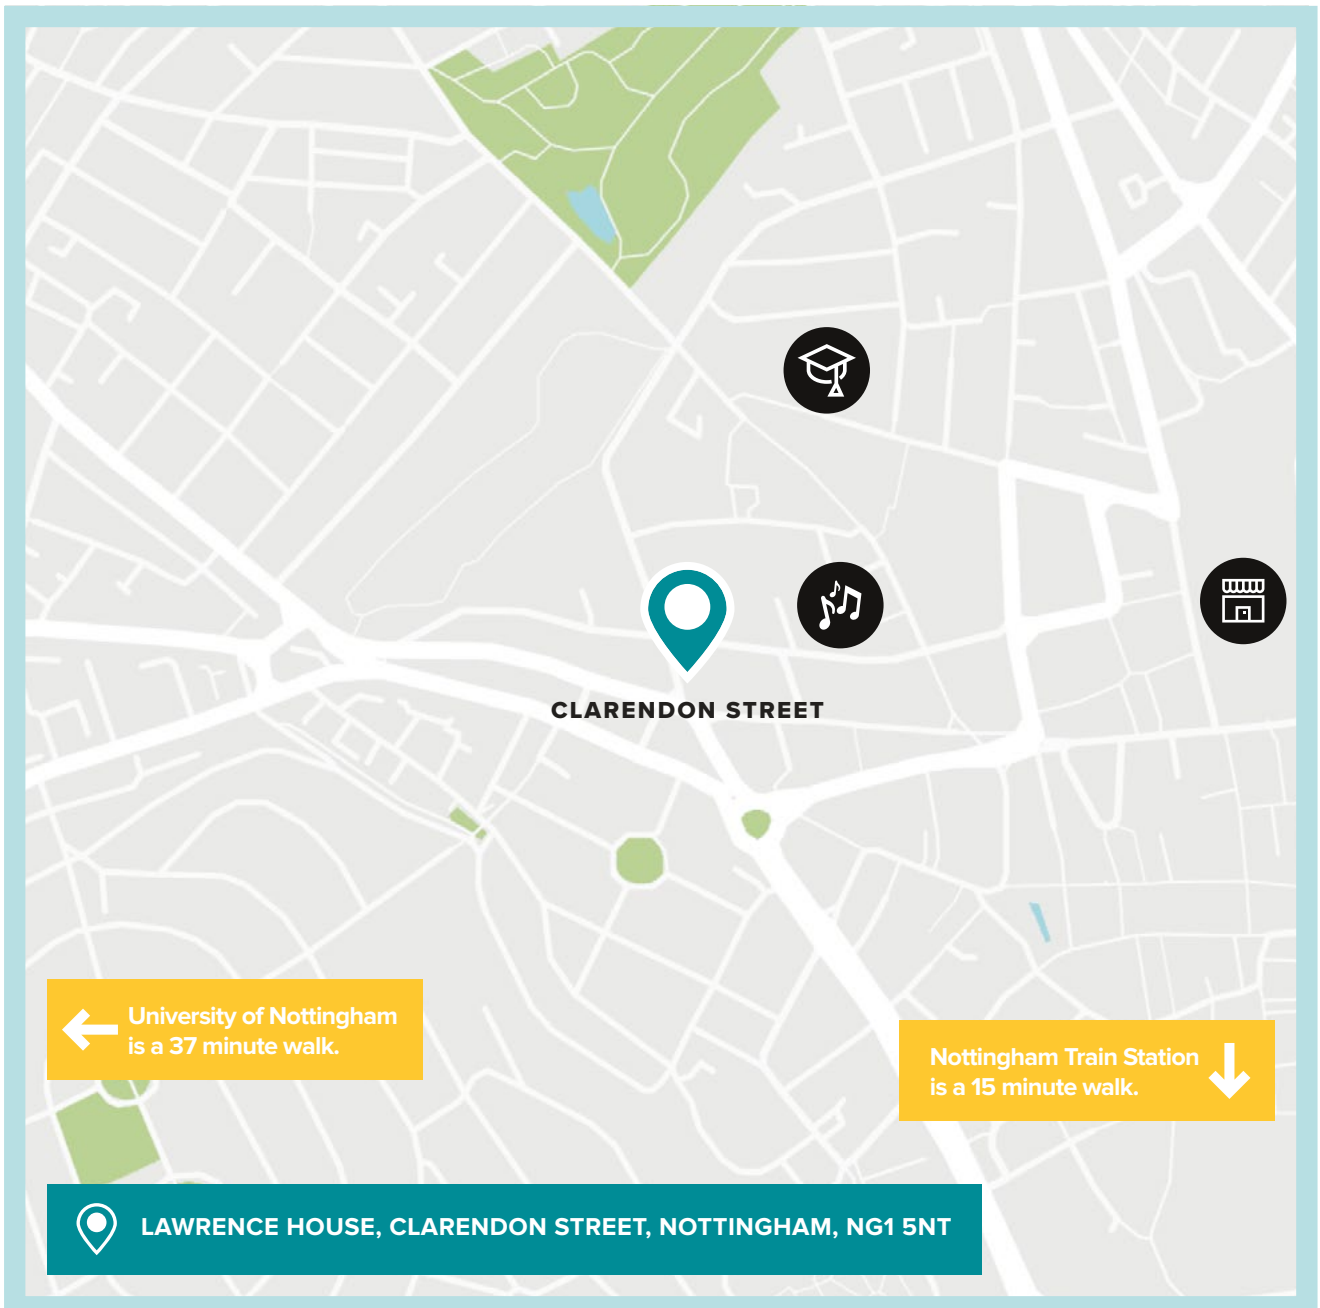 CLARENDON STREET
University of Nottingham
is a 37 minute walk.
Nottingham Train Station
is a 15 minute walk.
LAWRENCE HOUSE, CLARENDON STREET, NOTTINGHAM, NG1 5NT